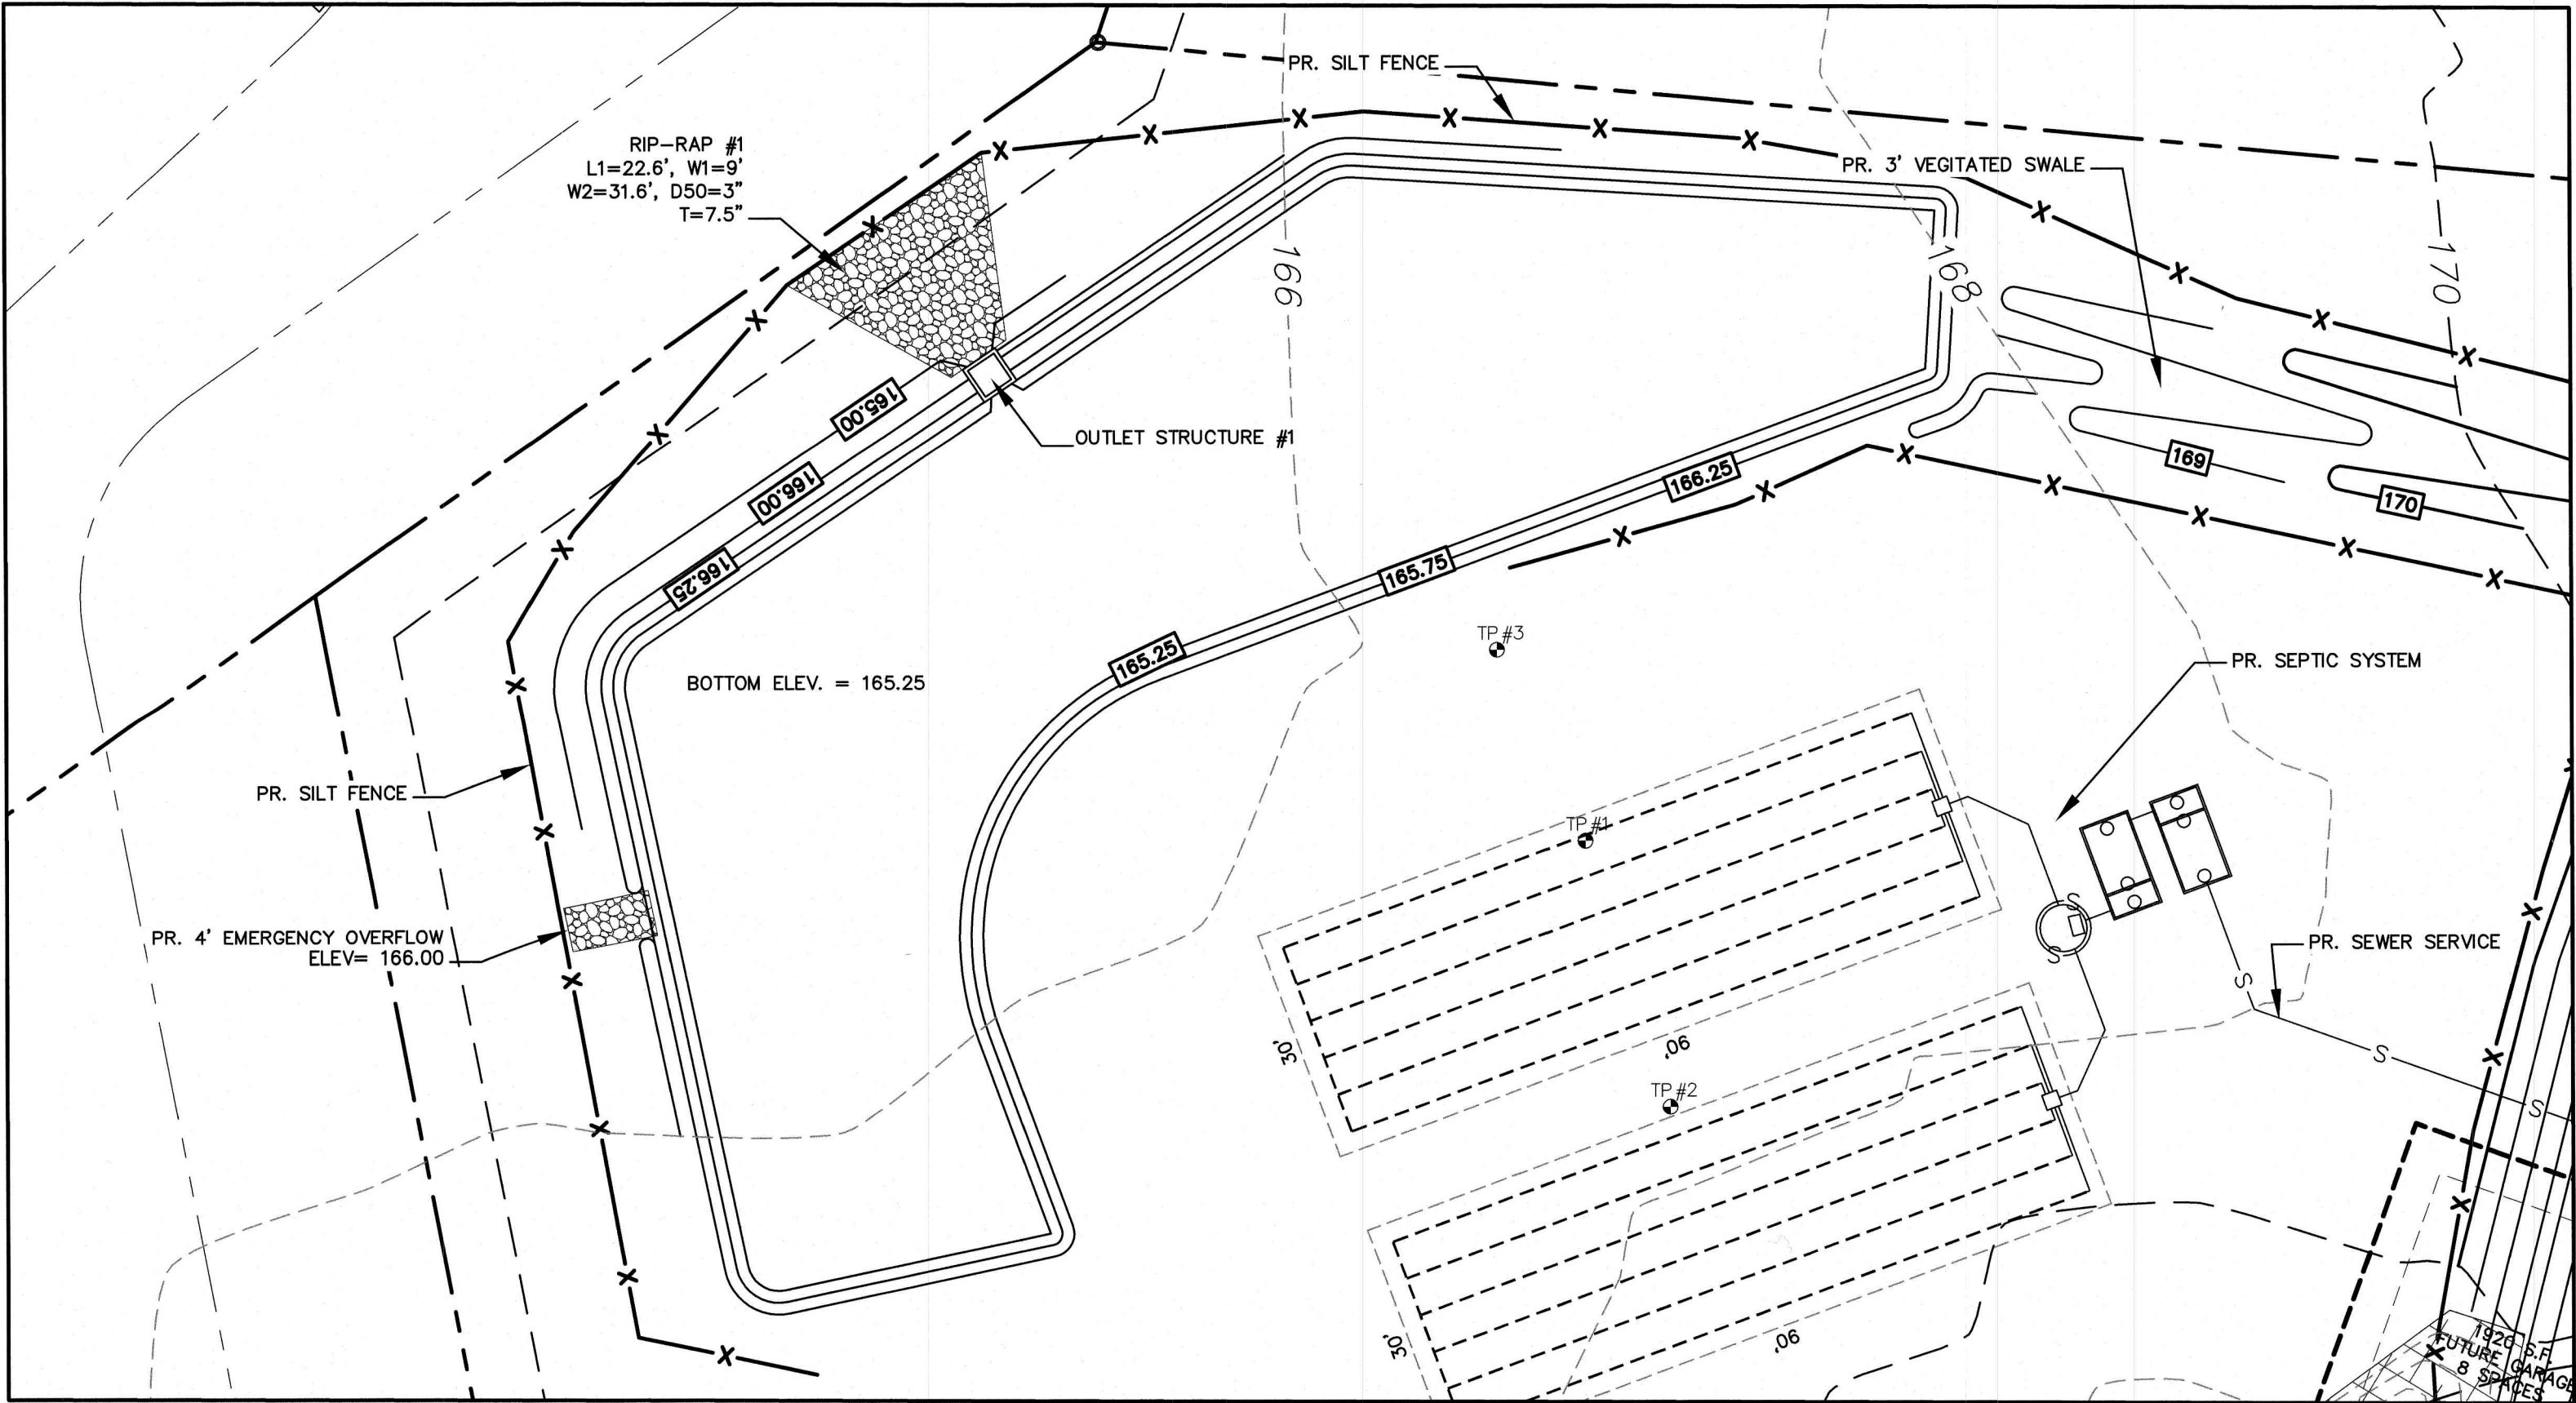 PR. SILT FENCE
RIP-RAP #1
L1=22.6', W1=9'
W2=31.6', D50=3"
T=7.5"
PR. 3' VEGITATED SWALE
166
168
170
165.00
OUTLET STRUCTURE #1
169
166.00
166.25
170
166.25
165.75
TP #3
165.25
PR. SEPTIC SYSTEM
BOTTOM ELEV. = 165.25
PR. SILT FENCE
TP #1
S
S
PR. 4' EMERGENCY OVERFLOW
ELEV= 166.00
PR. SEWER SERVICE
S
30'
90'
S
TP #2
S
30'
90'
1920 S.F.
FUTURE GARAGE
8 SPACES